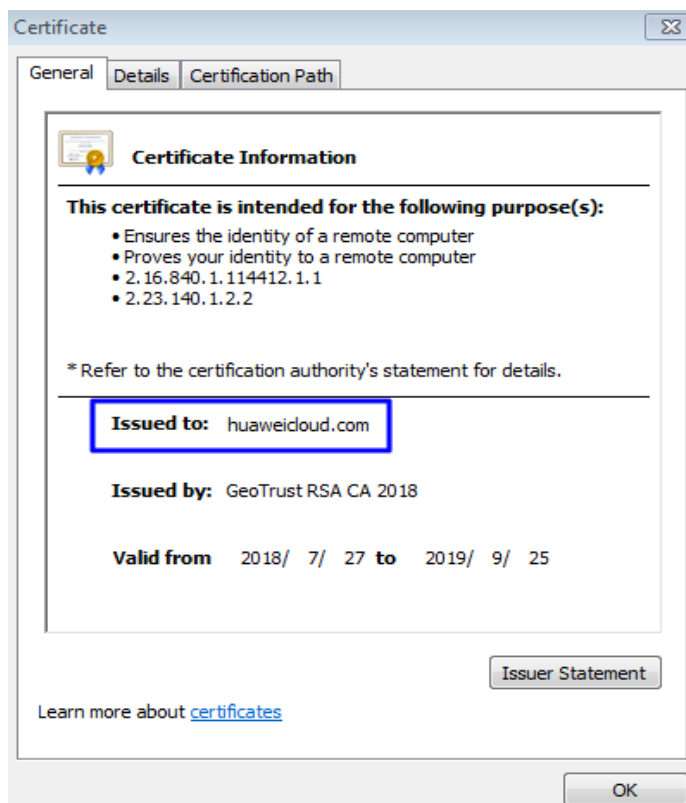 Certificate
General Details Certification Path
Certificate Information
This certificate is intended for the following purpose(s):
• Ensures the identity of a remote computer
• Proves your identity to a remote computer
• 2.16.840.1.114412.1.1
• 2.23.140.1.2.2
* Refer to the certification authority's statement for details.
Issued to: huaweicloud.com
Issued by: GeoTrust RSA CA 2018
Valid from 2018/ 7/ 27 to 2019/ 9/ 25
Issuer Statement
Learn more about certificates
OK